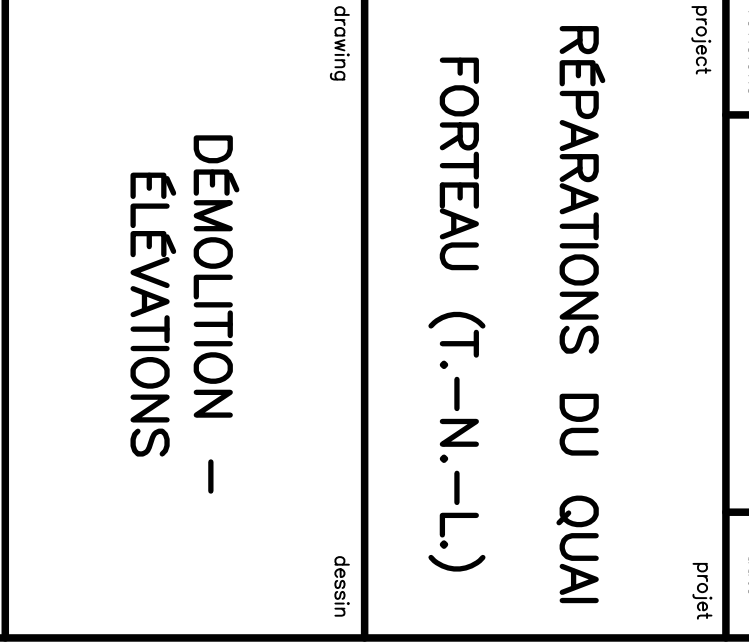 project
projet
RÉPARATIONS DU QUAI
FORTEAU (T.-N.-L.)
drawing
dessin
DÉMOLITION -
ÉLÉVATIONS